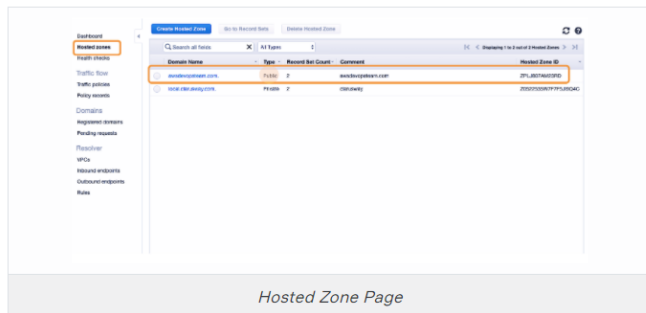 Dashboard
Hosted zones
Health checks
Traffic flow
Traffic policies
Policy records
Domains
Registered domains
Pending requests
Resolver
VPCs
Inbound endpoints
Outbound endpoints
Rules
Create Hosted Zone Go to Record Sets Delete Hosted Zone
Search all fields X All Types
Displaying 1 to 2 out of 2 Hosted Zones
Domain Name Type Record Set Count Comment Hosted Zone ID
Public 2
Private 2
Hosted Zone Page